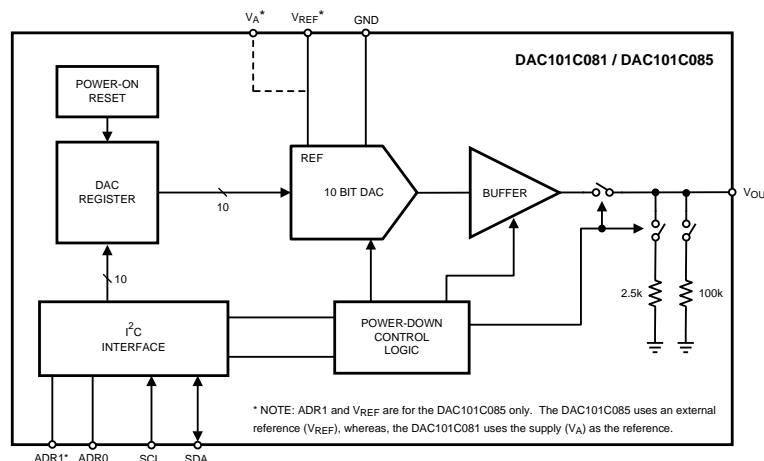 VA* VREF* GND
DAC101C081 / DAC101C085
POWER-ON
RESET
REF
DAC
REGISTER
10
10 BIT DAC
BUFFER
VOU
10
2.5k
100k
I2C
INTERFACE
POWER-DOWN
CONTROL
LOGIC
* NOTE: ADR1 and VREF are for the DAC101C085 only. The DAC101C085 uses an external
reference (VREF), whereas, the DAC101C081 uses the supply (VA) as the reference.
ADR1* ADR0 SCL SDA